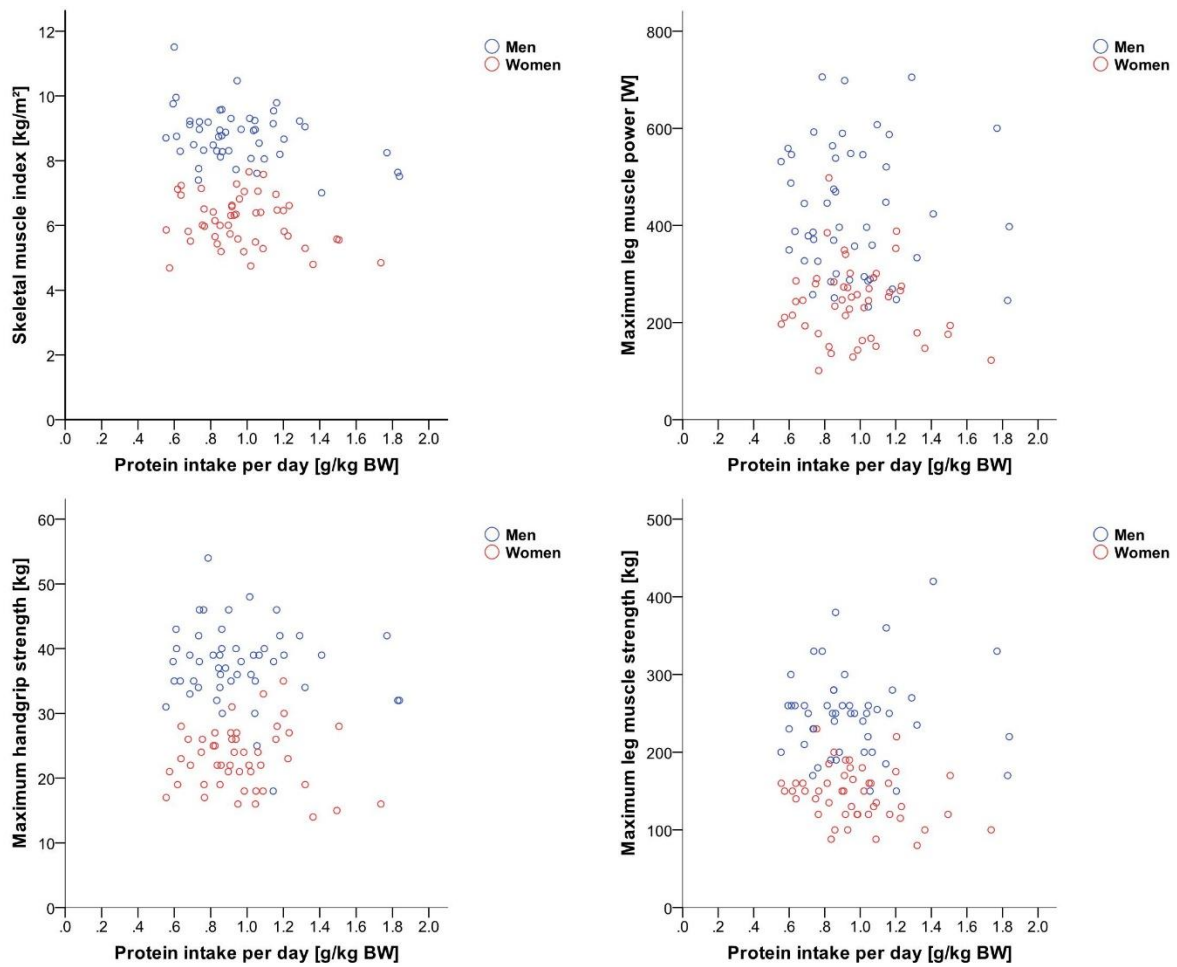 12
10
8
6
4
2
0
Skeletal muscle index [kg/m²]
.0 .2 .4 .6 .8 1.0 1.2 1.4 1.6 1.8 2.0
Protein intake per day [g/kg BW]
Men
Women
800
600
400
200
0
Maximum leg muscle power [W]
.0 .2 .4 .6 .8 1.0 1.2 1.4 1.6 1.8 2.0
Protein intake per day [g/kg BW]
Men
Women
60
50
40
30
20
10
0
Maximum handgrip strength [kg]
.0 .2 .4 .6 .8 1.0 1.2 1.4 1.6 1.8 2.0
Protein intake per day [g/kg BW]
Men
Women
500
400
300
200
100
0
Maximum leg muscle strength [kg]
.0 .2 .4 .6 .8 1.0 1.2 1.4 1.6 1.8 2.0
Protein intake per day [g/kg BW]
Men
Women